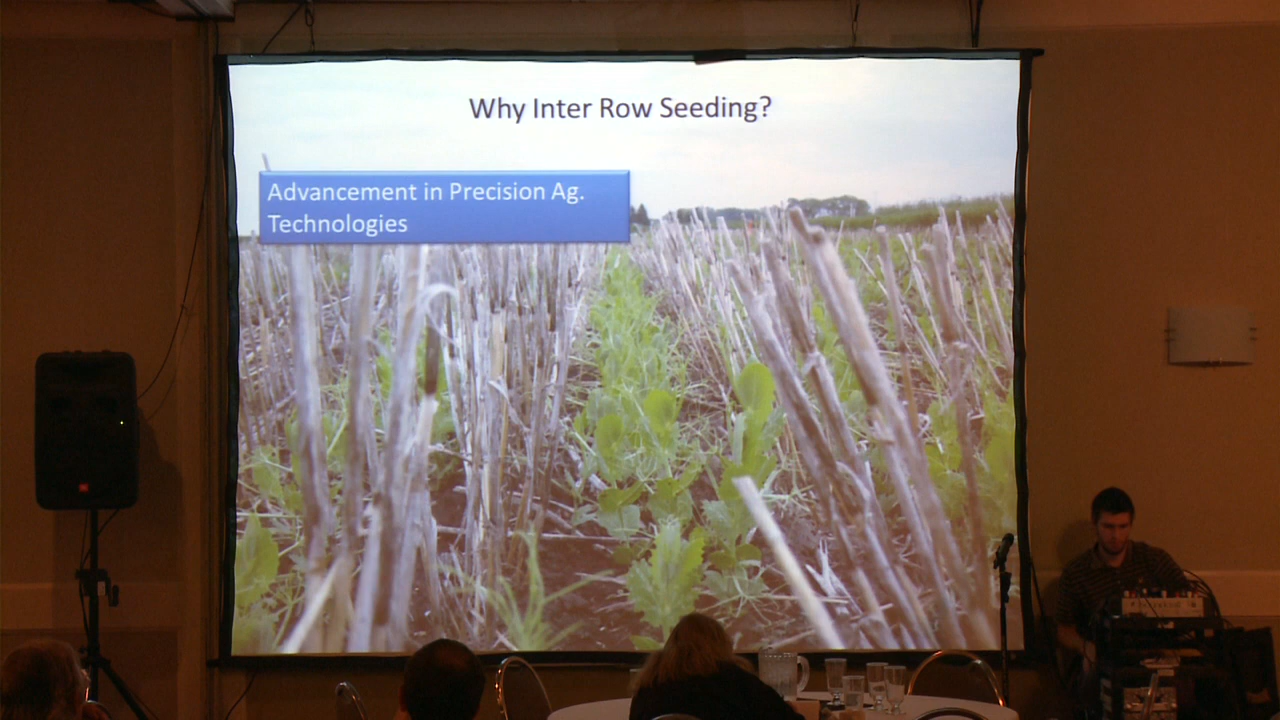 Why Inter Row Seeding?
Advancement in Precision Ag.
Technologies